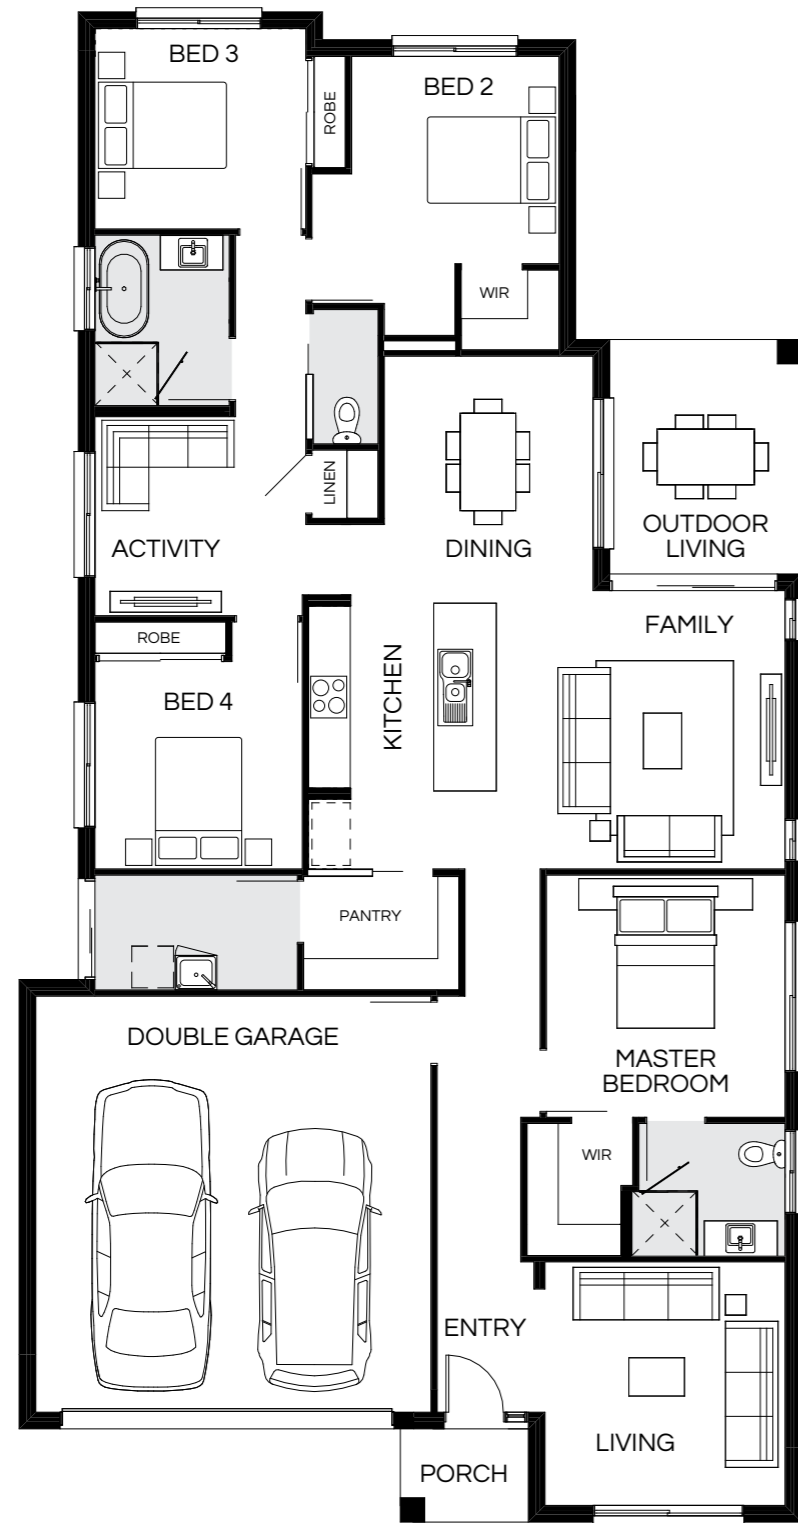 BED 3
BED 2
ROBE
WIR
LINEN
ACTIVITY
DINING
OUTDOOR
LIVING
FAMILY
ROBE
KITCHEN
BED 4
PANTRY
DOUBLE GARAGE
MASTER
BEDROOM
WIR
ENTRY
LIVING
PORCH